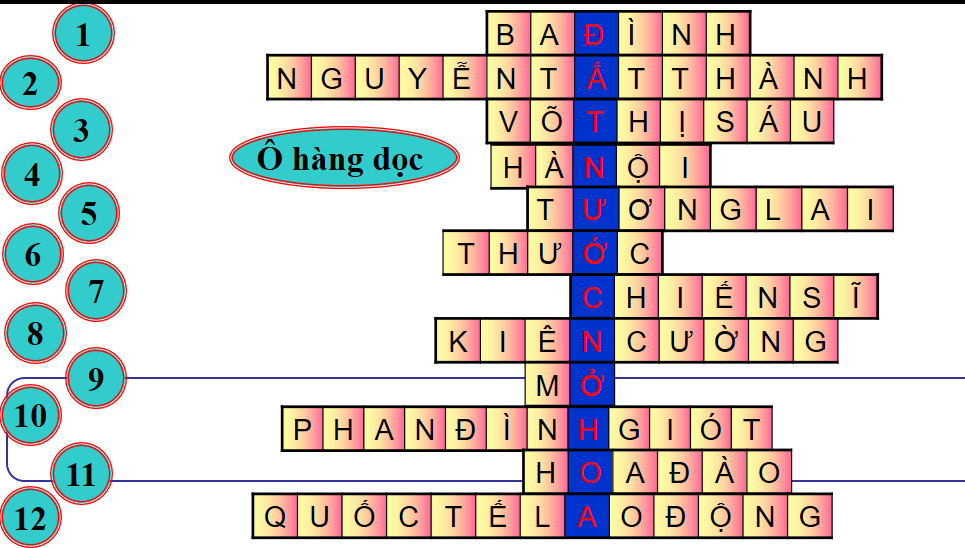 1
BAĐÌNH
2
NGUYỄNTẤTTHÀNH
3
VÕTHỊSÁU
Ô hàng dọc
4
HÀNỘI
5
TƯƠNGLAI
6
THƯỚC
7
CHIẾNSĨ
8
KIÊNCƯỜNG
9
MỞ
10
PHANĐÌNHGIÓT
11
HOAĐÀO
12
QUỐCTẾLAOĐỘNG